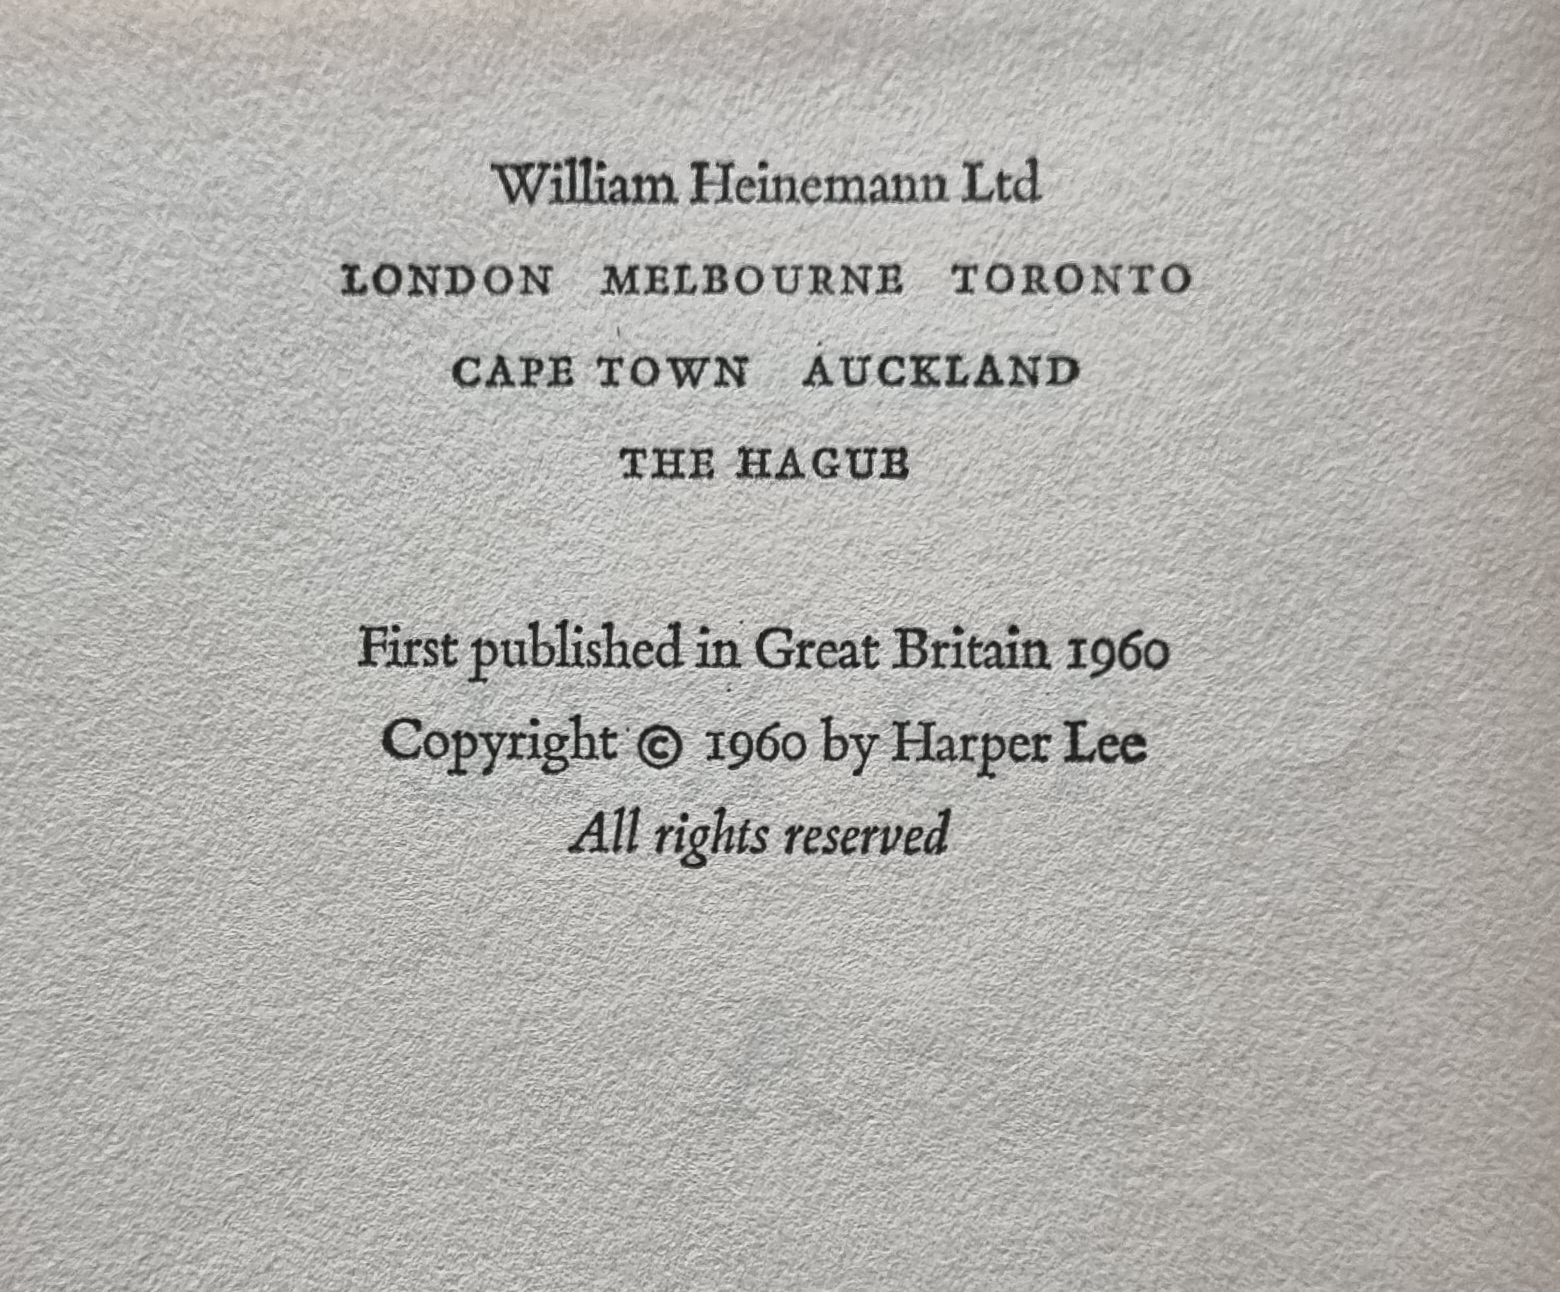 William Heinemann Ltd
LONDON MELBOURNE TORONTO
CAPE TOWN AUCKLAND
THE HAGUE
First published in Great Britain 1960
Copyright © 1960 by Harper Lee
All rights reserved